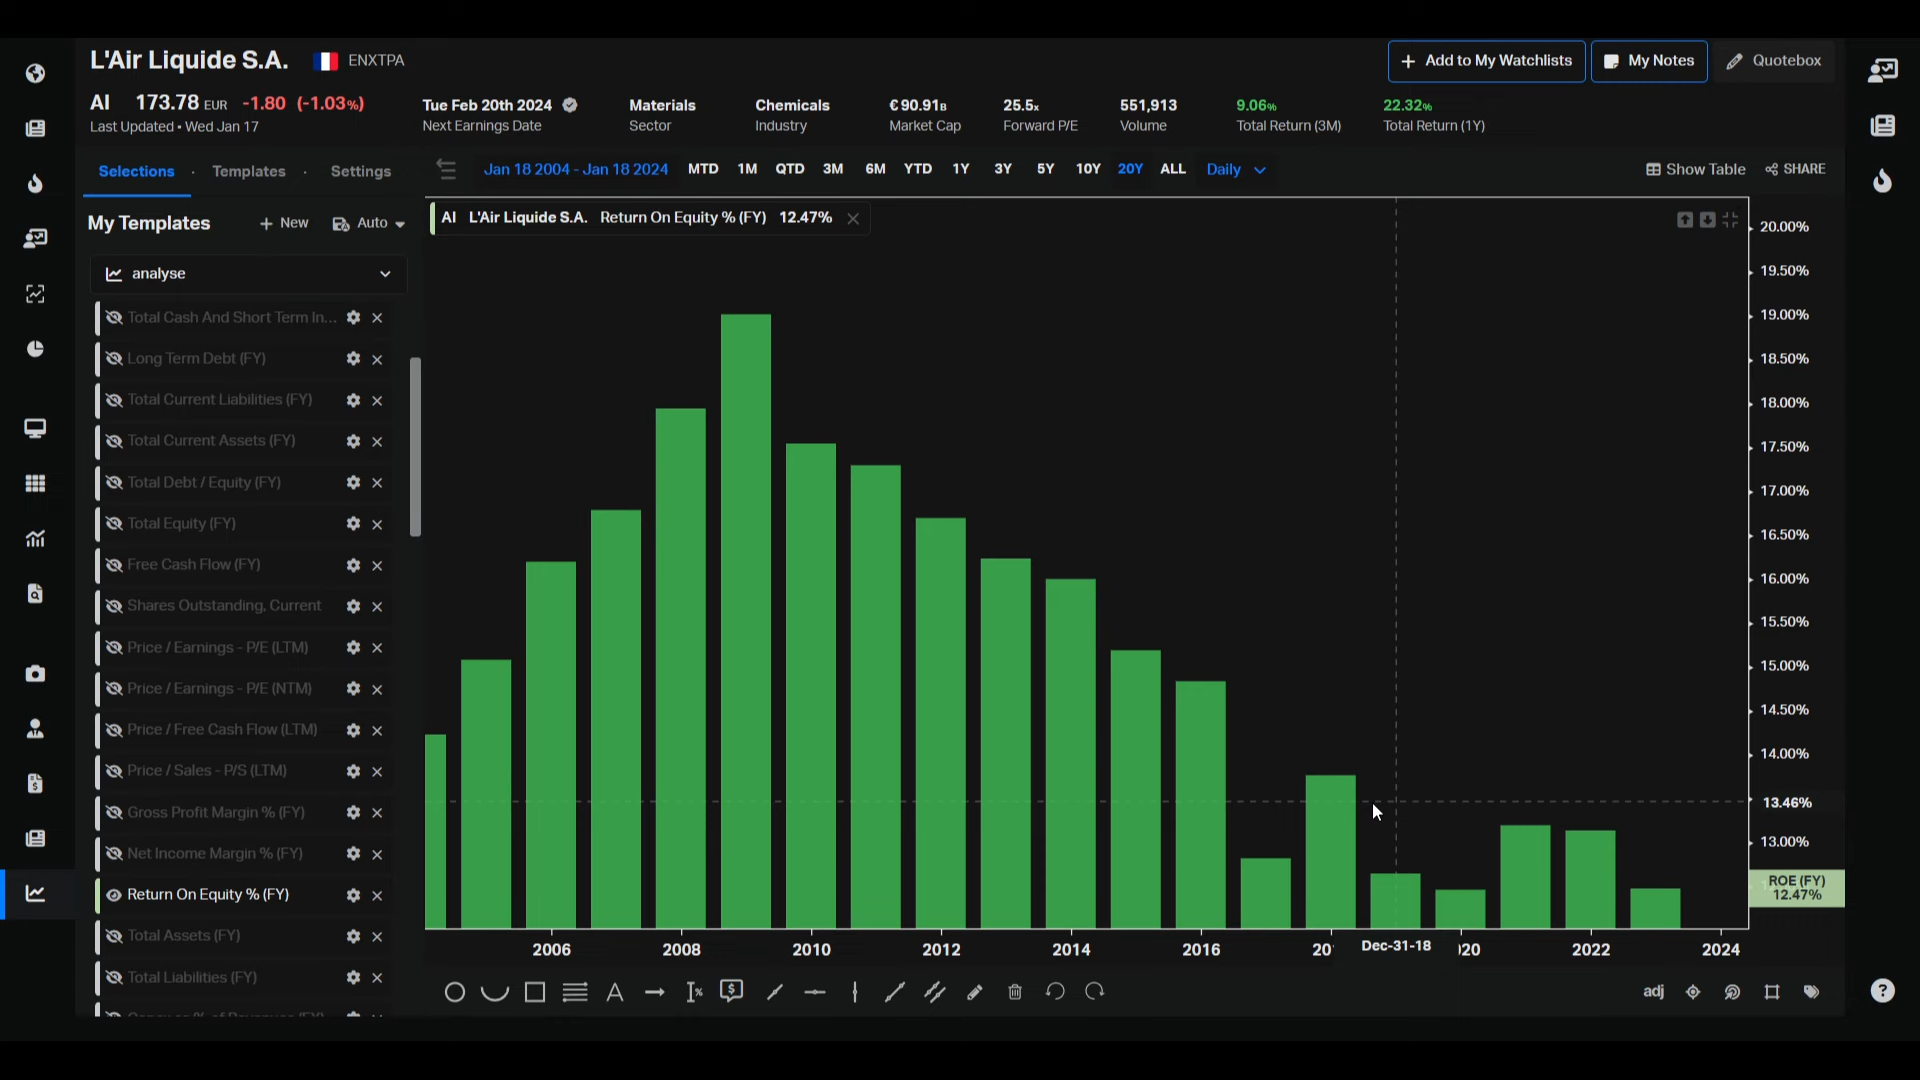 L'Air Liquide S.A. ENXTPA
Add to My Watchlists My Notes Quotebox
AI 173.78 EUR -1.80 (-1.03%)
Last Updated • Wed Jan 17
Tue Feb 20th 2024 Materials Chemicals €90.91B 25.5x 551,913 9.06% 22.32%
Next Earnings Date Sector Industry Market Cap Forward P/E Volume Total Return (3M) Total Return (1Y)
Selections · Templates · Settings
Jan 18 2004 - Jan 18 2024 MTD 1M QTD 3M 6M YTD 1Y 3Y 5Y 10Y 20Y ALL Daily
Show Table SHARE
My Templates + New Auto
analyse
Total Cash And Short Term In...
Long Term Debt (FY)
Total Current Liabilities (FY)
Total Current Assets (FY)
Total Debt / Equity (FY)
Total Equity (FY)
Free Cash Flow (FY)
Shares Outstanding, Current
Price / Earnings - P/E (LTM)
Price / Earnings - P/E (NTM)
Price / Free Cash Flow (LTM)
Price / Sales - P/S (LTM)
Gross Profit Margin % (FY)
Net Income Margin % (FY)
Return On Equity % (FY)
Total Assets (FY)
Total Liabilities (FY)
AI L'Air Liquide S.A. Return On Equity % (FY) 12.47%
20.00%
19.50%
19.00%
18.50%
18.00%
17.50%
17.00%
16.50%
16.00%
15.50%
15.00%
14.50%
14.00%
13.46%
13.00%
ROE (FY)
12.47%
2006 2008 2010 2012 2014 2016 20 Dec-31-18 20 2022 2024
adj